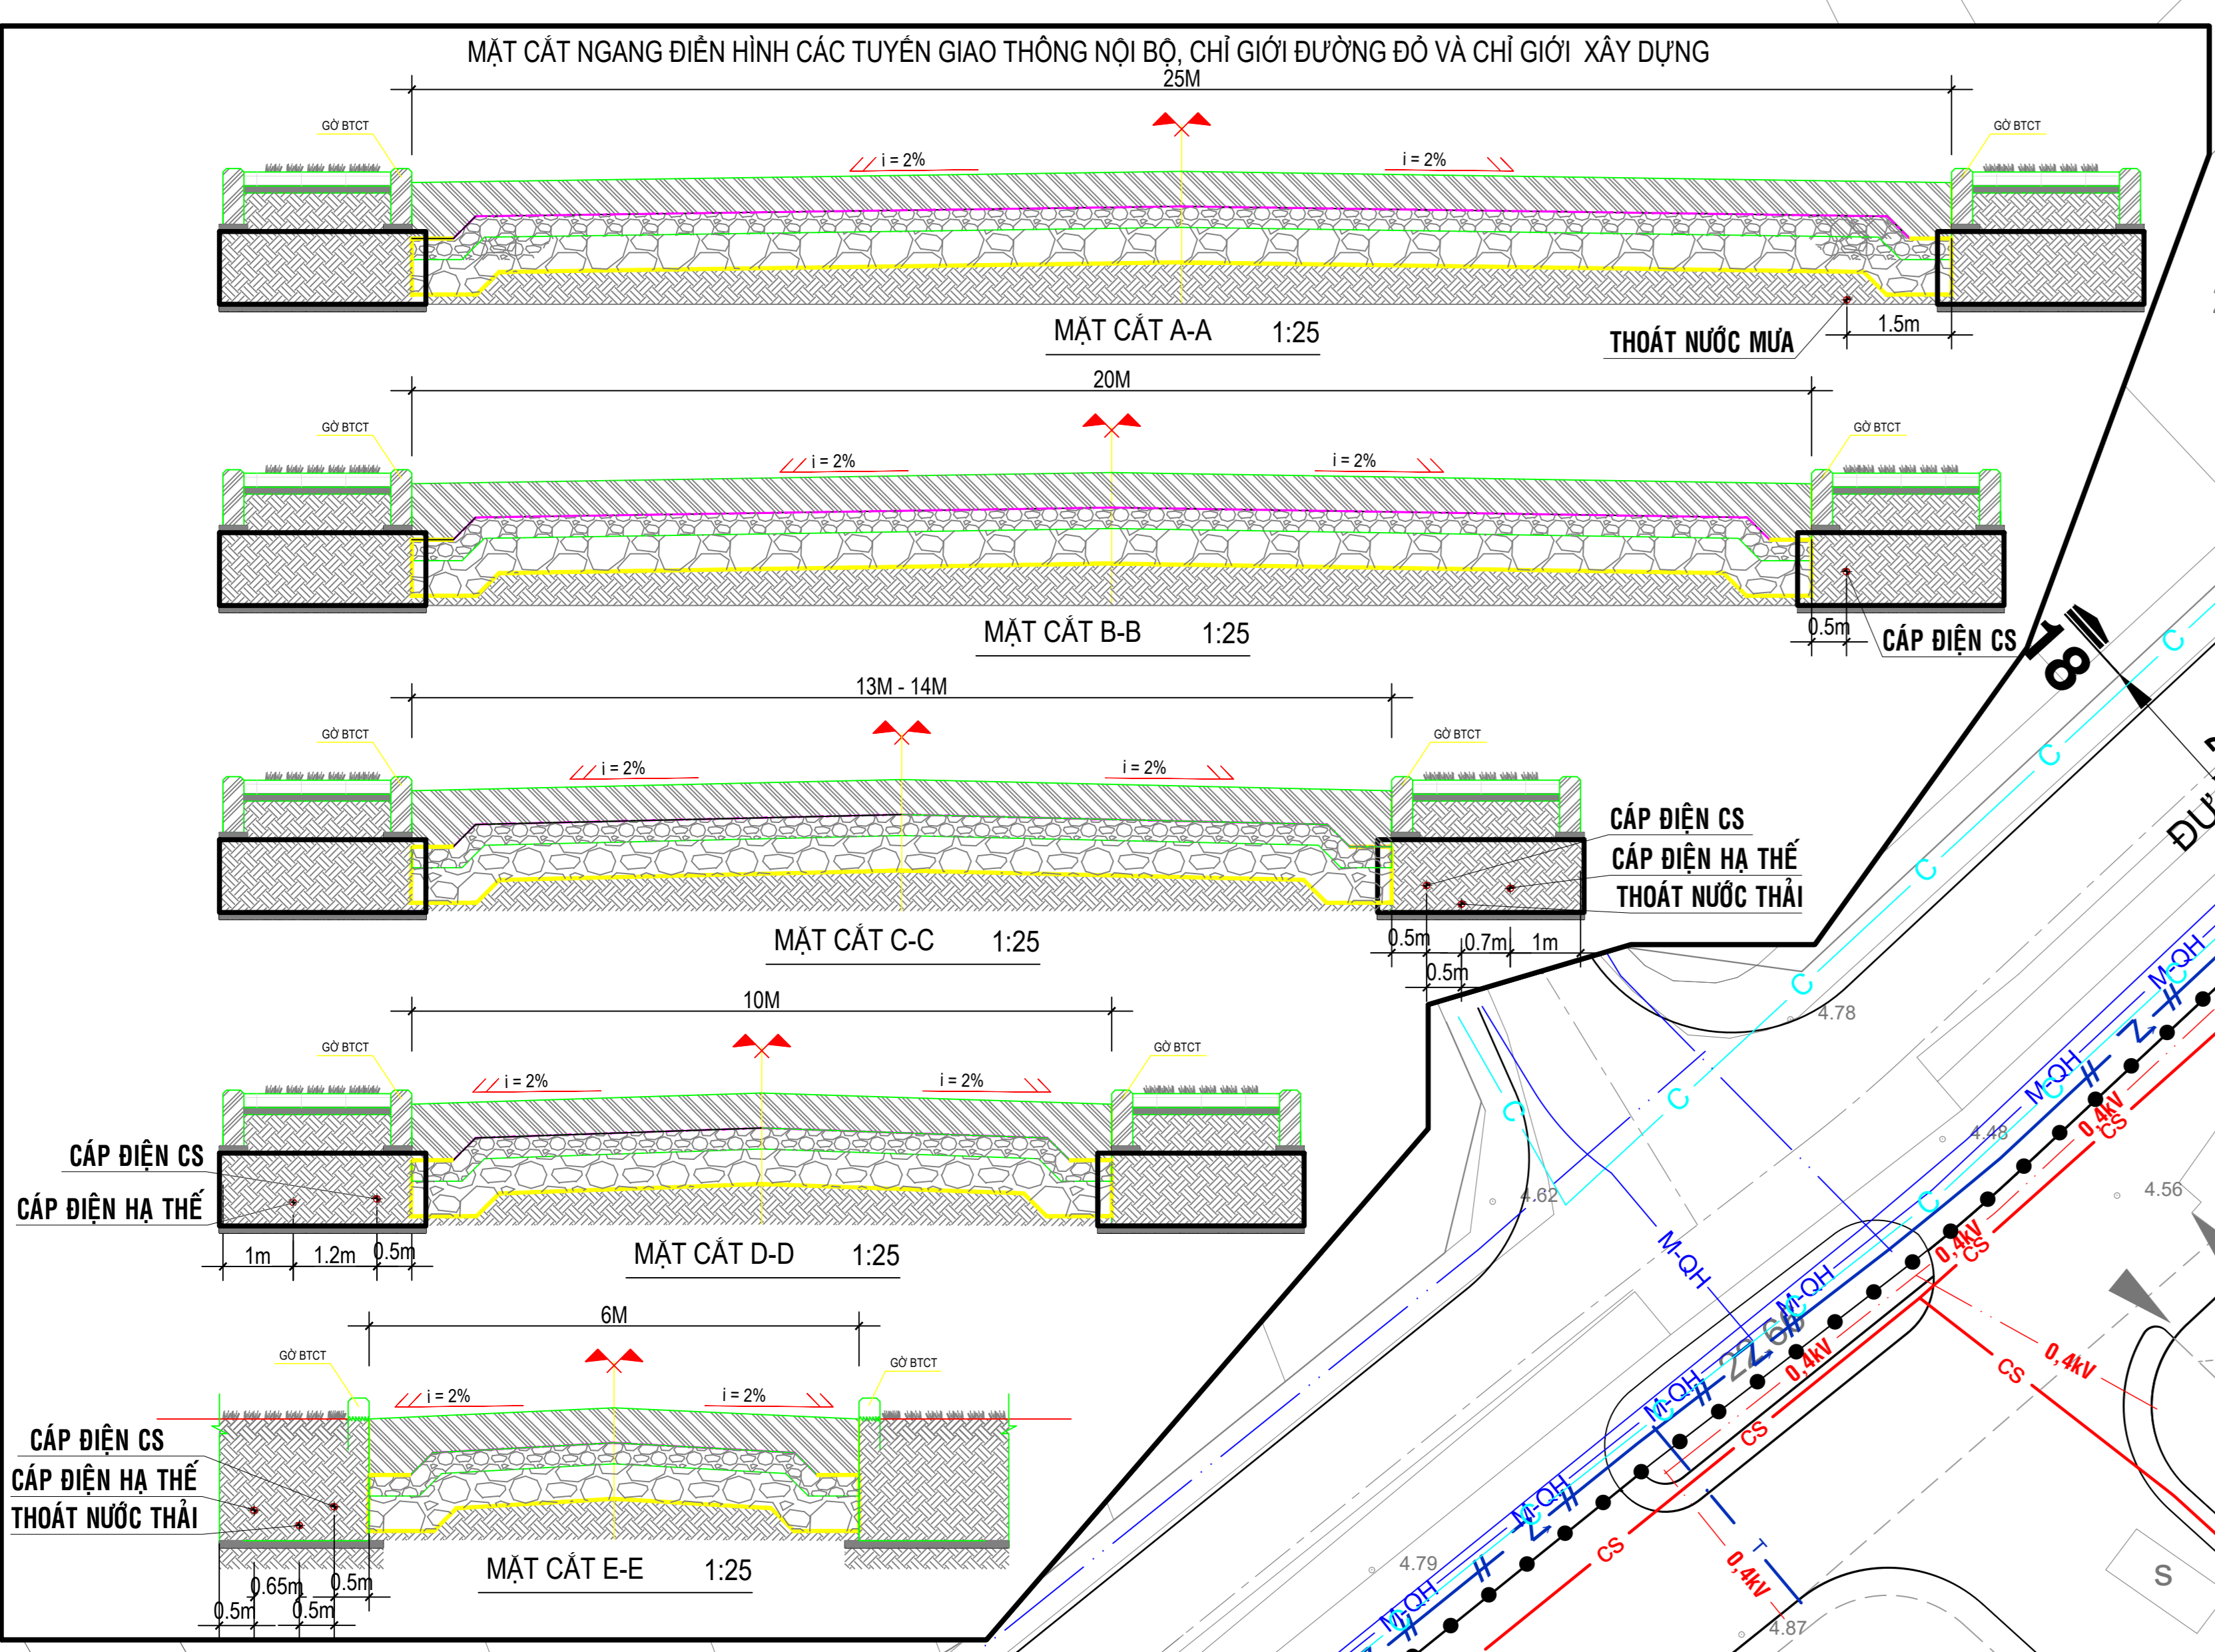 MẶT CẮT NGANG ĐIỂN HÌNH CÁC TUYẾN GIAO THÔNG NỘI BỘ, CHỈ GIỚI ĐƯỜNG ĐỎ VÀ CHỈ GIỚI XÂY DỰNG
25M
GỜ BTCT
GỜ BTCT
i = 2%
i = 2%
MẶT CẮT A-A 1:25
THOÁT NƯỚC MƯA
1.5m
20M
GỜ BTCT
GỜ BTCT
i = 2%
i = 2%
MẶT CẮT B-B 1:25
0.5m
CÁP ĐIỆN CS
13M - 14M
GỜ BTCT
GỜ BTCT
i = 2%
i = 2%
CÁP ĐIỆN CS
CÁP ĐIỆN HẠ THẾ
THOÁT NƯỚC THẢI
MẶT CẮT C-C 1:25
0.5m
0.7m
1m
0.5m
10M
GỜ BTCT
GỜ BTCT
i = 2%
i = 2%
CÁP ĐIỆN CS
CÁP ĐIỆN HẠ THẾ
1m
1.2m
0.5m
MẶT CẮT D-D 1:25
6M
GỜ BTCT
GỜ BTCT
i = 2%
i = 2%
CÁP ĐIỆN CS
CÁP ĐIỆN HẠ THẾ
THOÁT NƯỚC THẢI
MẶT CẮT E-E 1:25
0.65m
0.5m
0.5m
0.5m
18
C
C
C
C
C
C
C
C
C
C
C
C
C
C
M-QH
M-QH
M-QH
M-QH
M-QH
M-QH
M-QH
4.78
4.48
4.56
4.62
4.79
4.87
0,4kV
CS
0,4kV
CS
0,4kV
CS
0,4kV
CS
0,4kV
CS
T
S